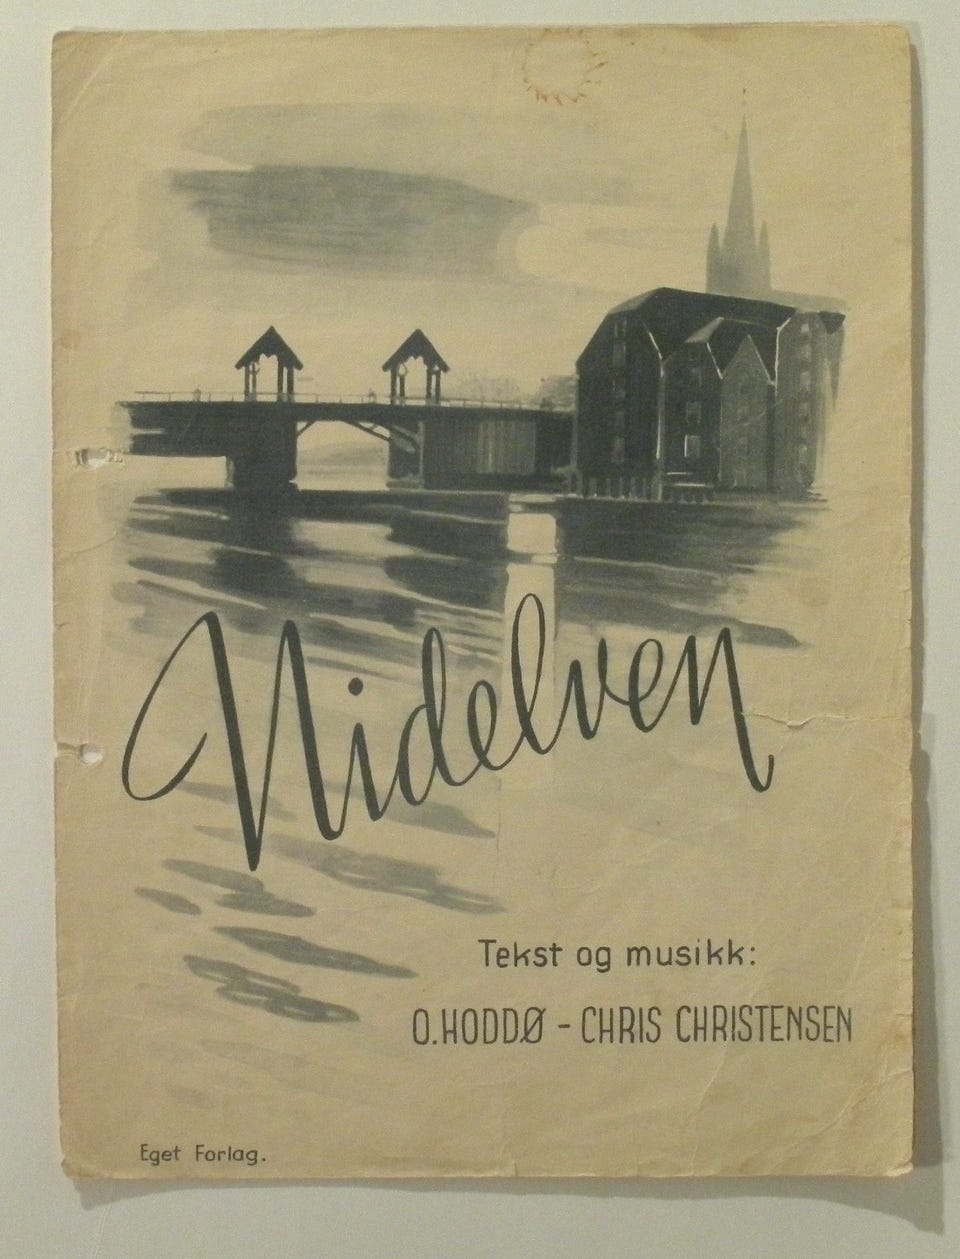 Nidelven
Tekst og musikk:
O. HODDØ - CHRIS CHRISTENSEN
Eget Forlag.